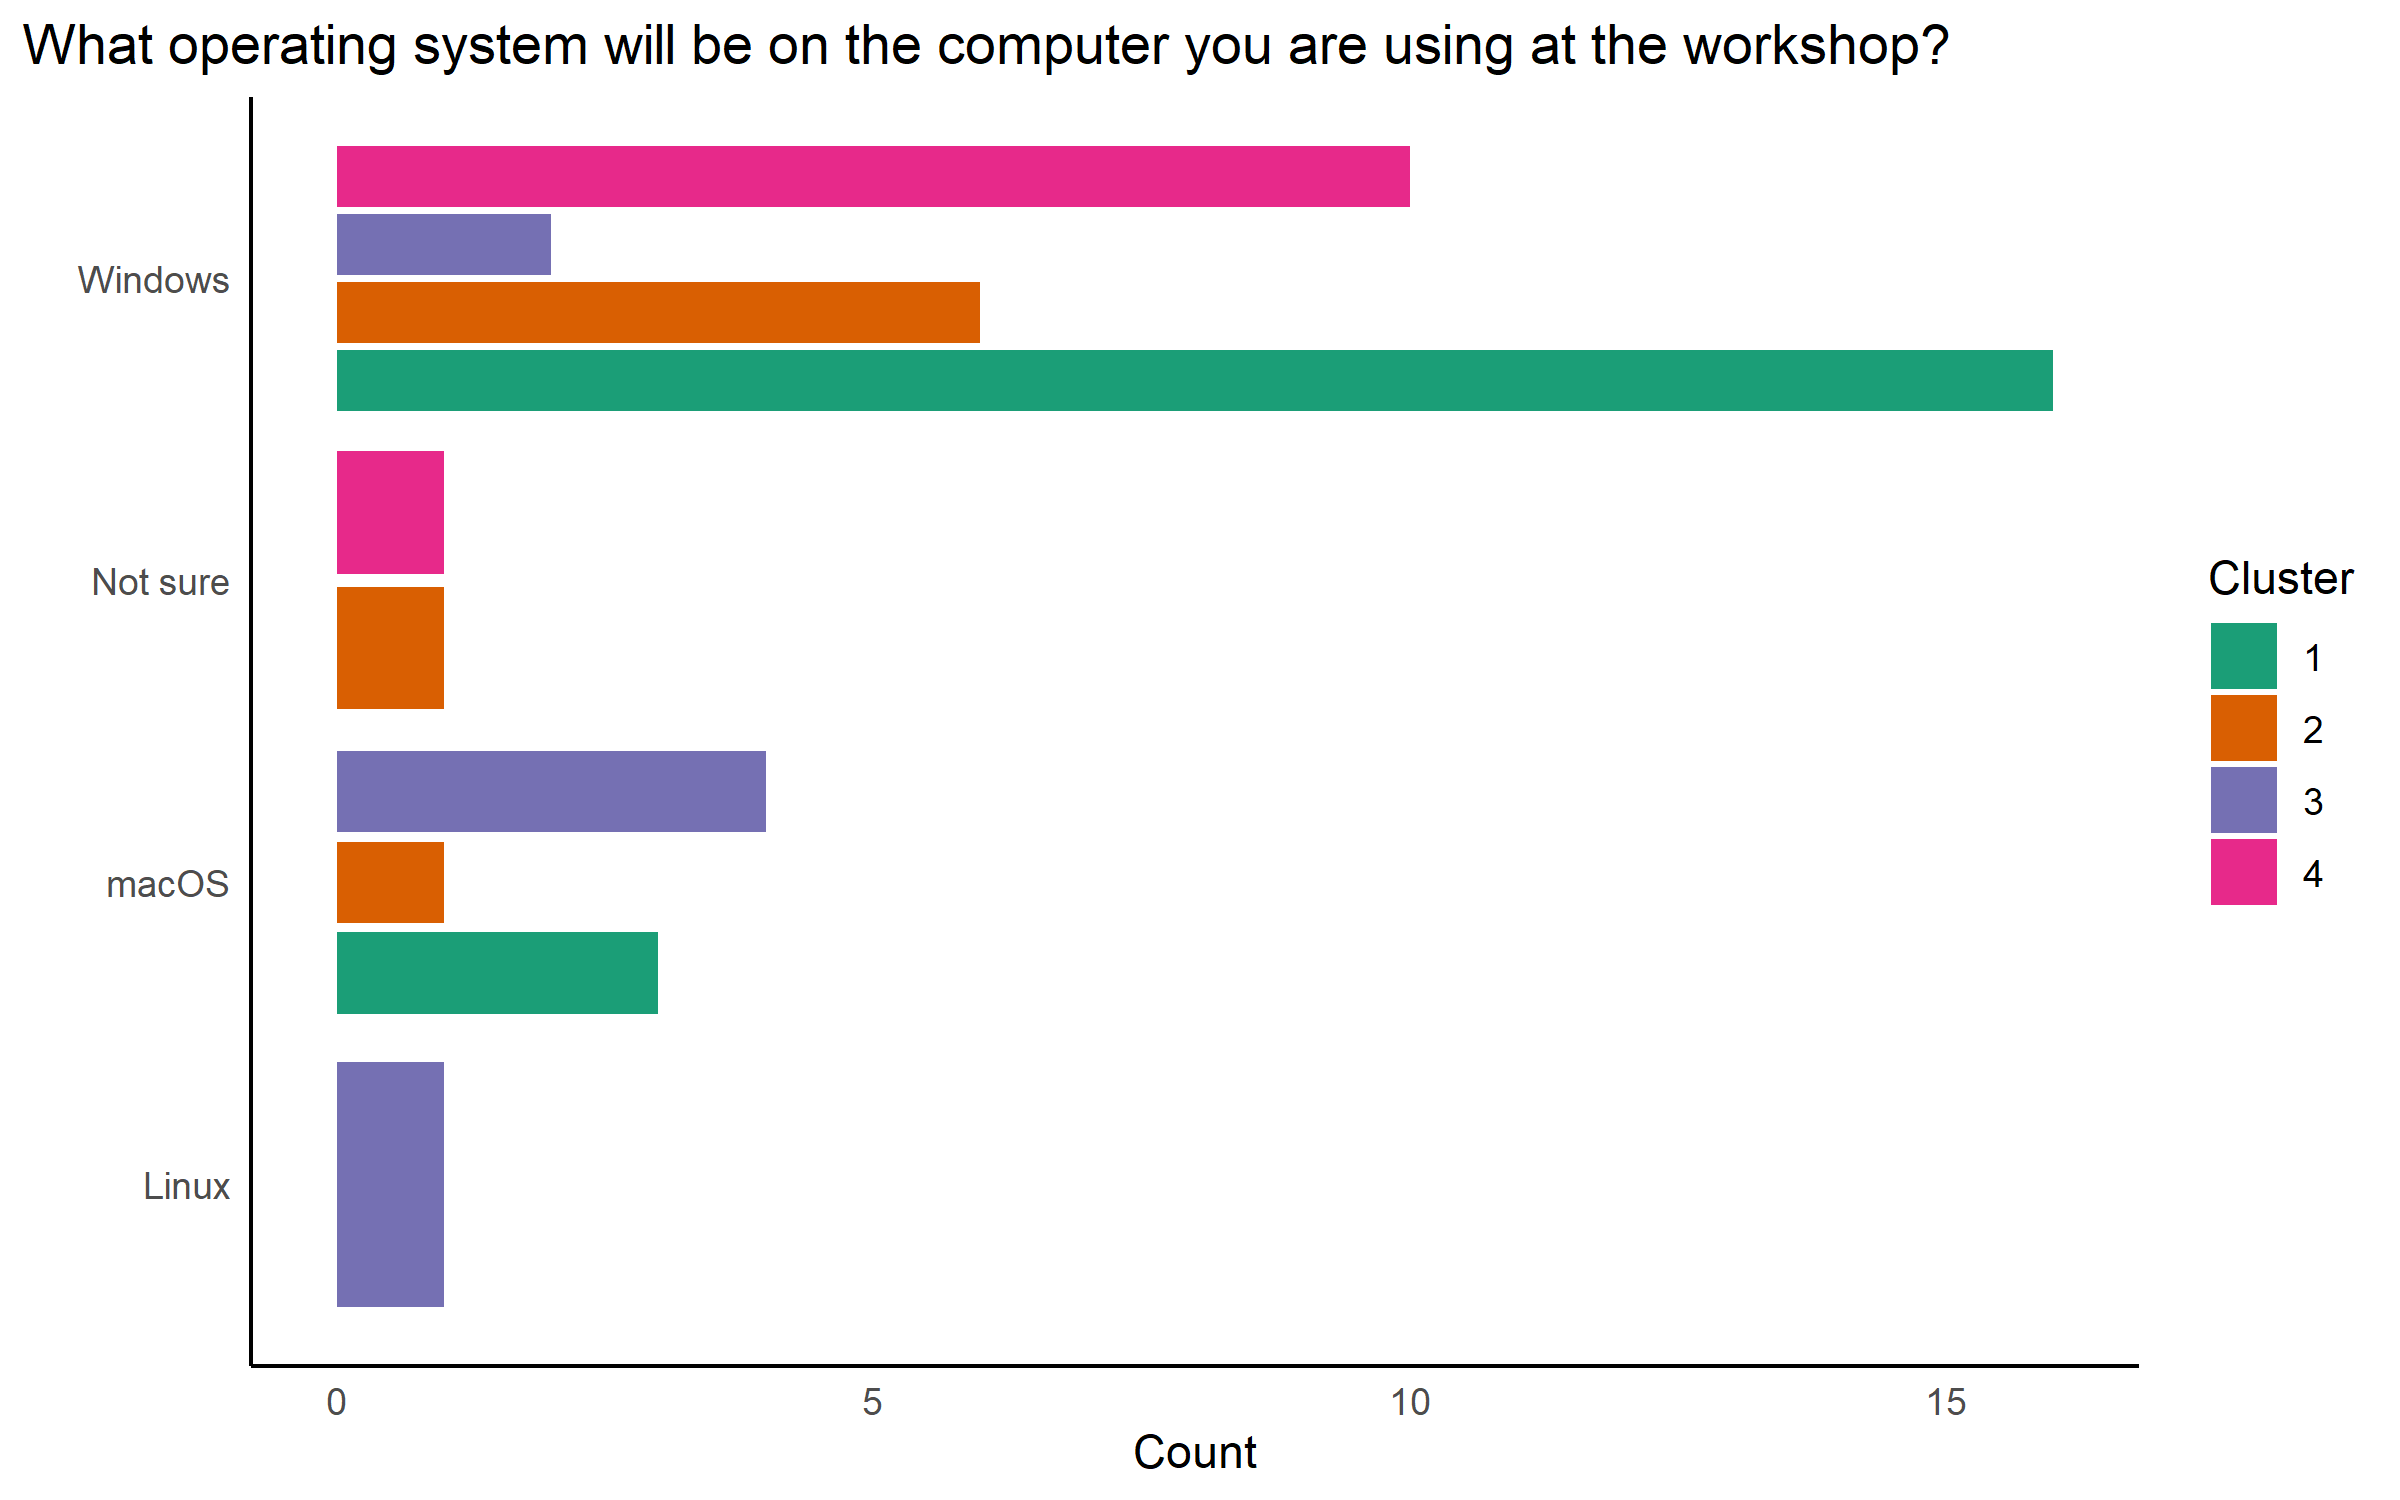 What operating system will be on the computer you are using at the workshop?
Windows
Not sure
macOS
Linux
0 5 10 15
Count
Cluster
1
2
3
4